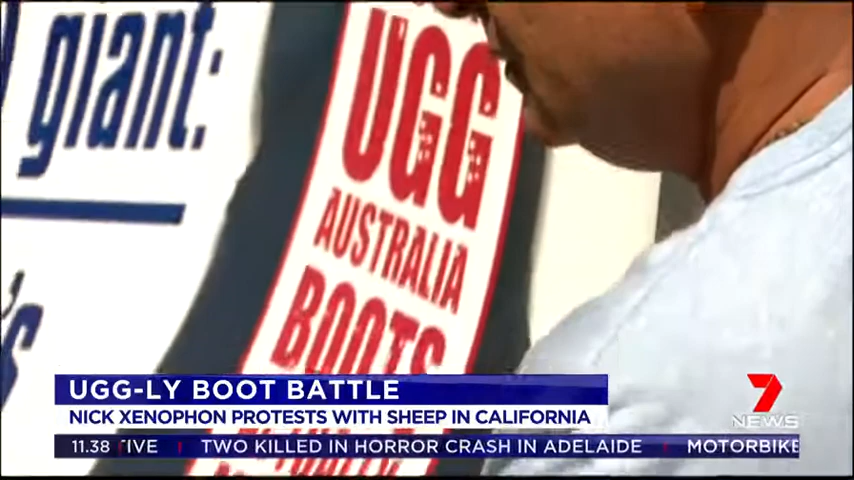 giant:
UGG
AUSTRALIA
BOOTS
UGG-LY BOOT BATTLE
NICK XENOPHON PROTESTS WITH SHEEP IN CALIFORNIA
7
NEWS
11.38 TWO KILLED IN HORROR CRASH IN ADELAIDE MOTORBIKE